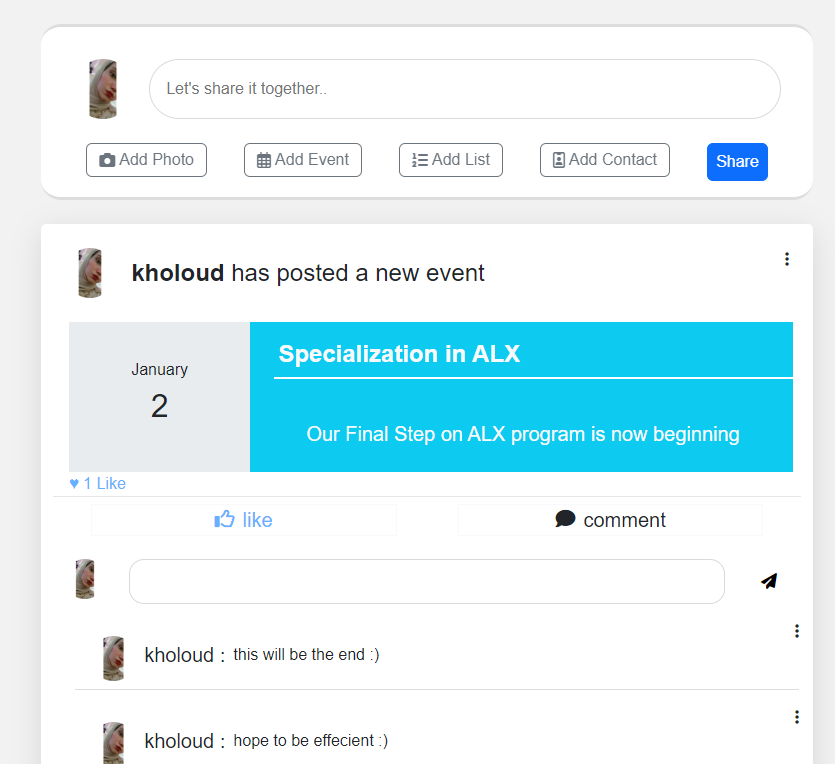 Let's share it together..
Add Photo Add Event Add List Add Contact Share
kholoud has posted a new event
January
2
Specialization in ALX
Our Final Step on ALX program is now beginning
♥ 1 Like
like comment
kholoud : this will be the end :)
kholoud : hope to be effecient :)